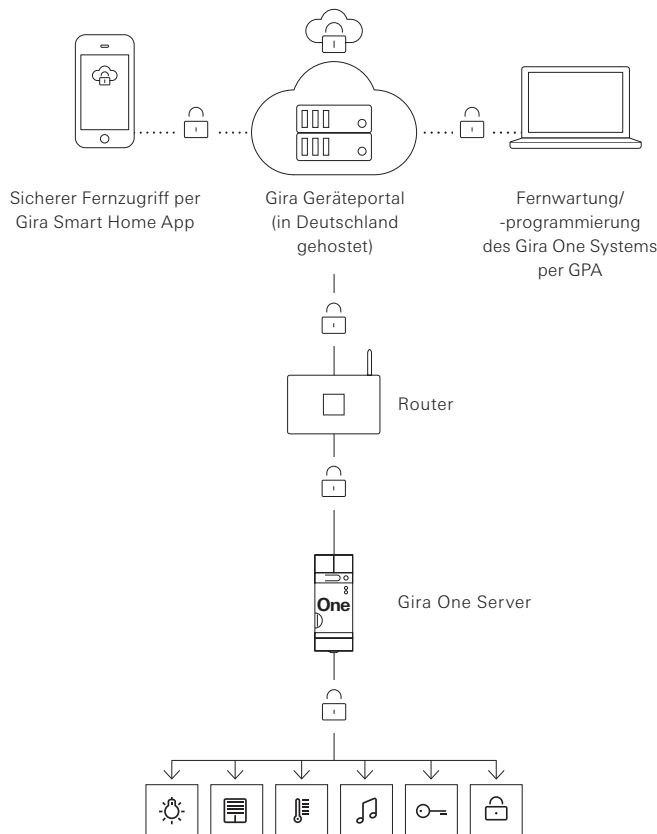 Sicherer Fernzugriff per
Gira Smart Home App
Gira Geräteportal
(in Deutschland
gehostet)
Fernwartung/
-programmierung
des Gira One Systems
per GPA
Router
One
Gira One Server